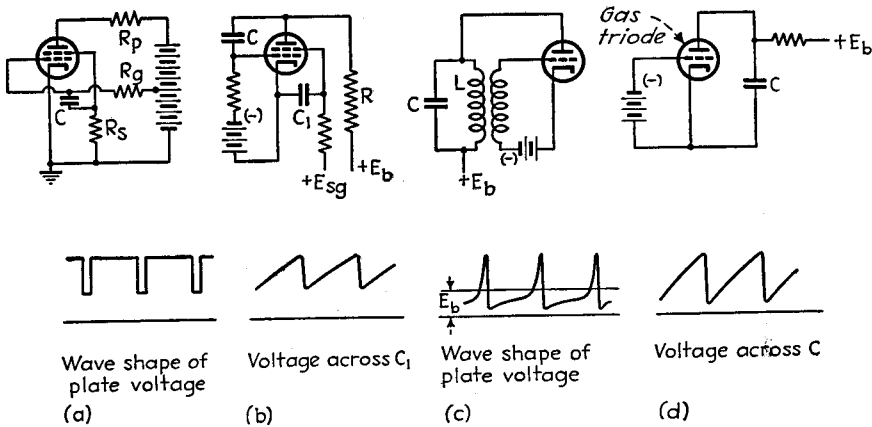 Rp
Rg
C
Rs
C
(-)
C1
R
+Esg
+Eb
C
L
(-)
+Eb
Gas
triode
(-)
C
+Eb
Wave shape of
plate voltage
(a)
Voltage across C1
(b)
Eb
Wave shape of
plate voltage
(c)
Voltage across C
(d)